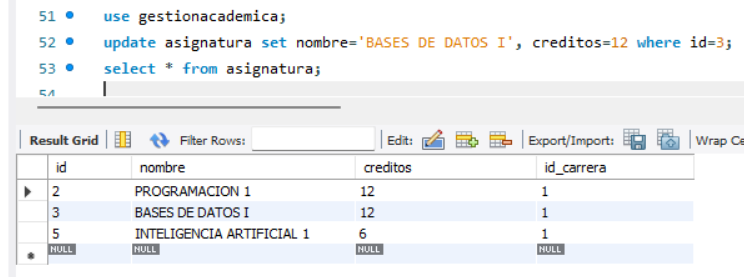 51 use gestionacademica;
52 update asignatura set nombre='BASES DE DATOS I', creditos=12 where id=3;
53 select * from asignatura;
54
Result Grid Filter Rows: Edit: Export/Import: Wrap Ce
id nombre creditos id_carrera
2 PROGRAMACION 1 12 1
3 BASES DE DATOS I 12 1
5 INTELIGENCIA ARTIFICIAL 1 6 1
NULL NULL NULL NULL